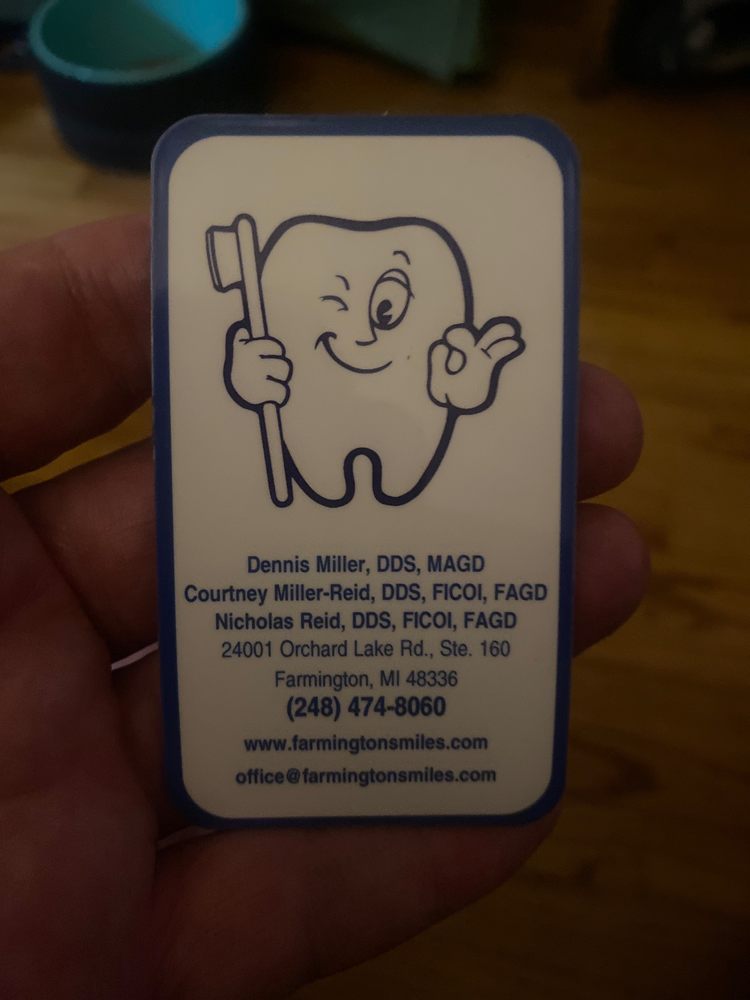 Dennis Miller, DDS, MAGD
Courtney Miller-Reid, DDS, FICOI, FAGD
Nicholas Reid, DDS, FICOI, FAGD
24001 Orchard Lake Rd., Ste. 160
Farmington, MI 48336
(248) 474-8060
www.farmingtonsmiles.com
office@farmingtonsmiles.com